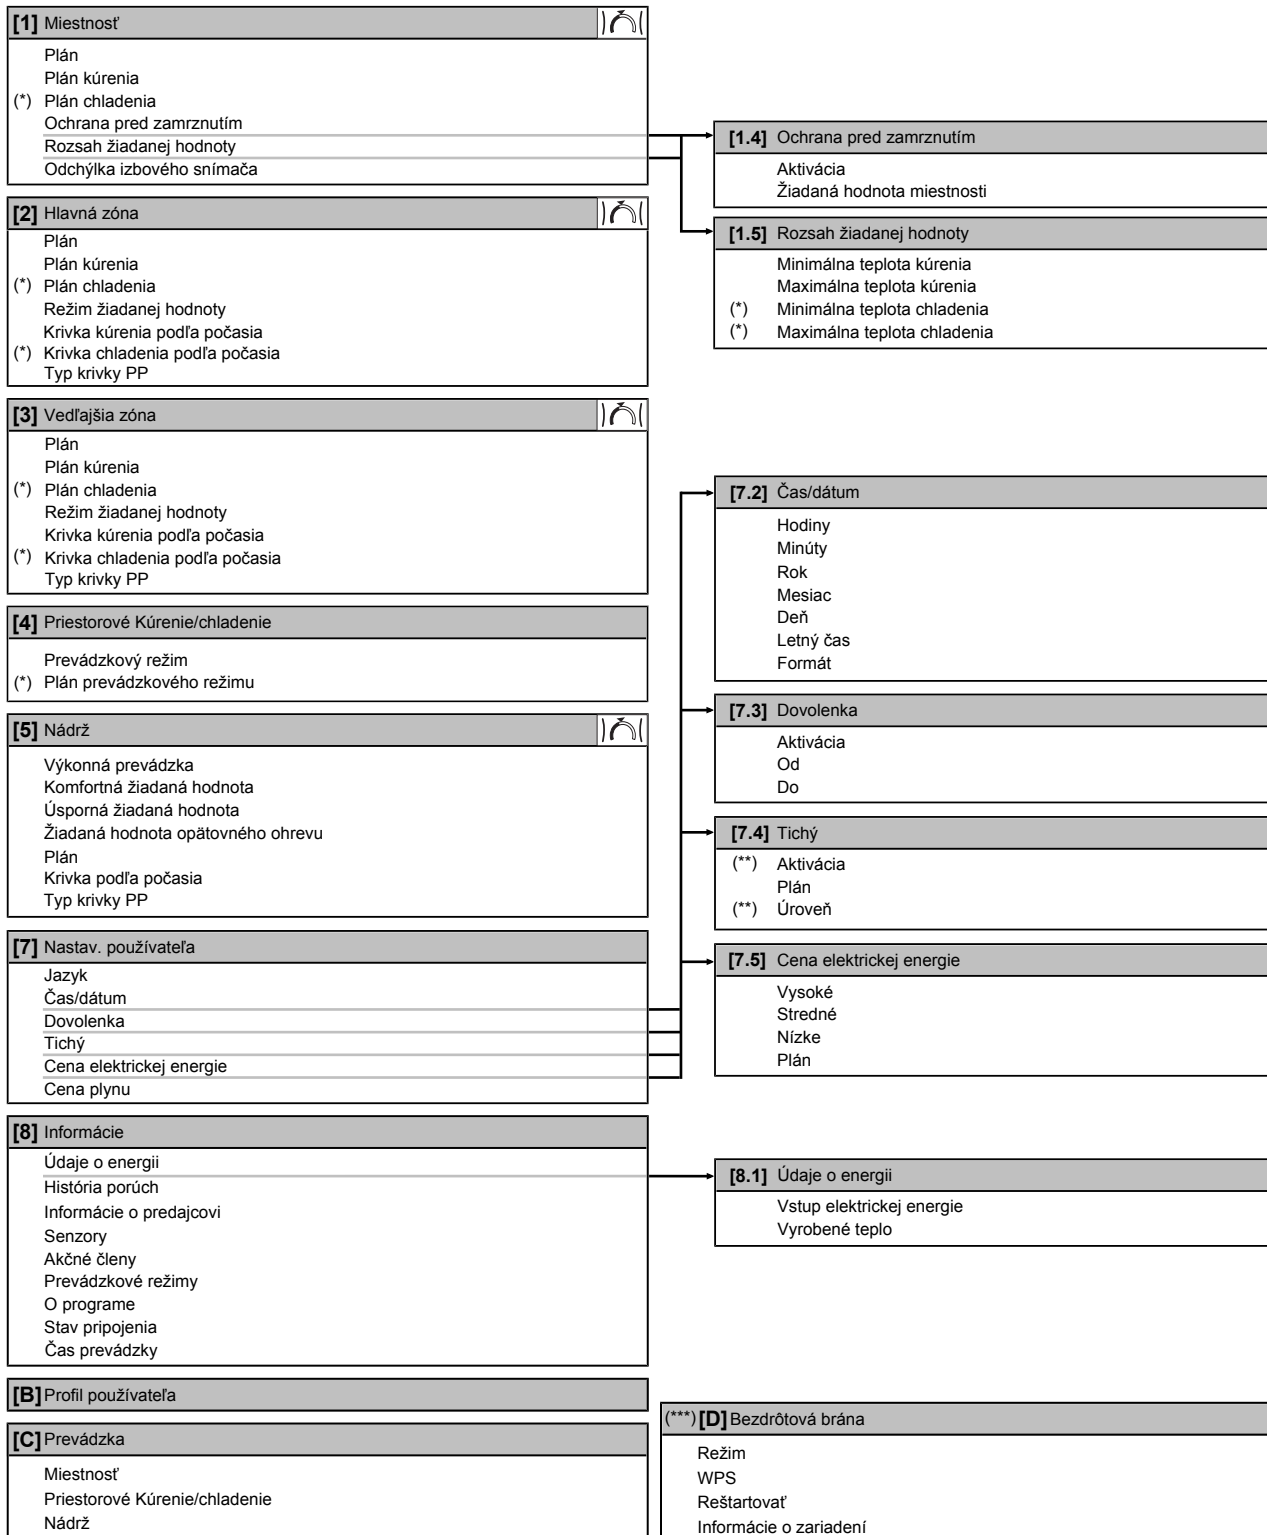 [1] Miestnosť
Plán
Plán kúrenia
(*) Plán chladenia
Ochrana pred zamrznutím
Rozsah žiadanej hodnoty
Odchýlka izbového snímača
[1.4] Ochrana pred zamrznutím
Aktivácia
Žiadaná hodnota miestnosti
[1.5] Rozsah žiadanej hodnoty
Minimálna teplota kúrenia
Maximálna teplota kúrenia
(*) Minimálna teplota chladenia
(*) Maximálna teplota chladenia
[2] Hlavná zóna
Plán
Plán kúrenia
(*) Plán chladenia
Režim žiadanej hodnoty
Krivka kúrenia podľa počasia
(*) Krivka chladenia podľa počasia
Typ krivky PP
[3] Vedľajšia zóna
Plán
Plán kúrenia
(*) Plán chladenia
Režim žiadanej hodnoty
Krivka kúrenia podľa počasia
(*) Krivka chladenia podľa počasia
Typ krivky PP
[4] Priestorové Kúrenie/chladenie
Prevádzkový režim
(*) Plán prevádzkového režimu
[5] Nádrž
Výkonná prevádzka
Komfortná žiadaná hodnota
Úsporná žiadaná hodnota
Žiadaná hodnota opätovného ohrevu
Plán
Krivka podľa počasia
Typ krivky PP
[7] Nastav. používateľa
Jazyk
Čas/dátum
Dovolenka
Tichý
Cena elektrickej energie
Cena plynu
[7.2] Čas/dátum
Hodiny
Minúty
Rok
Mesiac
Deň
Letný čas
Formát
[7.3] Dovolenka
Aktivácia
Od
Do
[7.4] Tichý
(**) Aktivácia
Plán
(**) Úroveň
[7.5] Cena elektrickej energie
Vysoké
Stredné
Nízke
Plán
[8] Informácie
Údaje o energii
História porúch
Informácie o predajcovi
Senzory
Akčné členy
Prevádzkové režimy
O programe
Stav pripojenia
Čas prevádzky
[8.1] Údaje o energii
Vstup elektrickej energie
Vyrobené teplo
[B] Profil používateľa
[C] Prevádzka
Miestnosť
Priestorové Kúrenie/chladenie
Nádrž
(***) [D] Bezdrôtová brána
Režim
WPS
Reštartovať
Informácie o zariadení